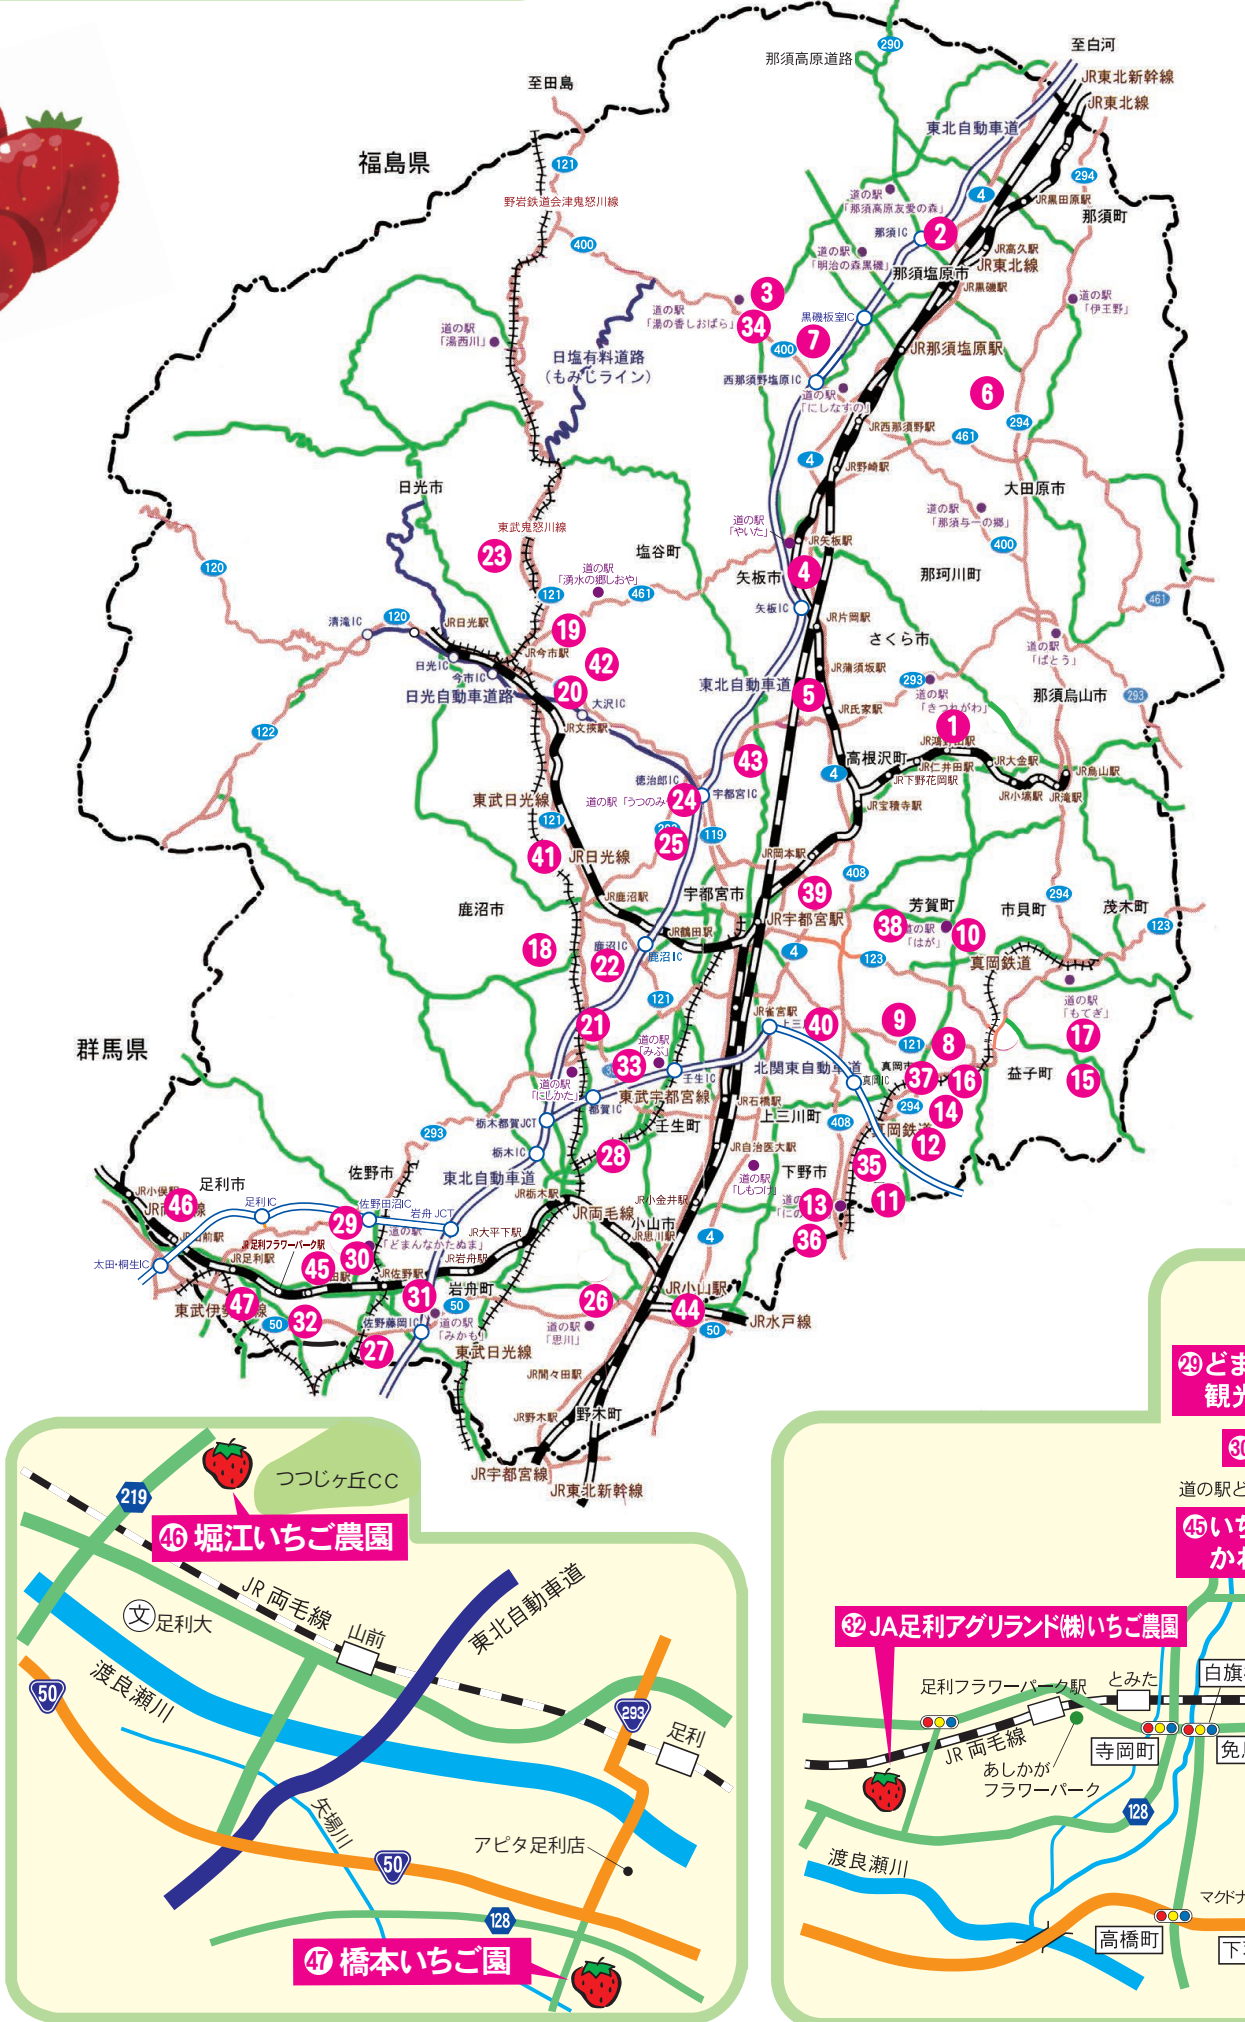 290
至白河
那須高原道路
JR東北新幹線
至田島
JR東北線
東北自動車道
福島県
121
294
4
道の駅
「那須高原友愛の森」
JR黒田原駅
野岩鉄道会津鬼怒川線
那須町
那須IC
2
400
道の駅
「明治の森黒磯」
JR高久駅
JR東北線
那須塩原市
JR黒磯駅
3
道の駅
「湯の香しおばら」
道の駅
「伊王野」
34
黒磯板室IC
道の駅
「湯西川」
7
400
JR那須塩原駅
日塩有料道路
(もみじライン)
西那須野塩原IC
道の駅
「にしなすの」
6
294
JR西那須野駅
461
4
JR野崎駅
日光市
大田原市
道の駅
「那須与一の郷」
道の駅
「やいた」
東武鬼怒川線
JR矢板駅
400
23
塩谷町
道の駅
「湧水の郷しおや」
矢板市
4
那珂川町
120
121
461
461
矢板IC
120
清滝IC
JR日光駅
19
JR片岡駅
さくら市
道の駅
「ばとう」
日光IC
JR今市駅
42
JR蒲須坂駅
今市IC
293
日光自動車道路
20
大沢IC
東北自動車道
5
道の駅
「きつれがわ」
那須烏山市
293
JR氏家駅
JR文挟駅
122
1
43
高根沢町
JR仁井田駅
JR大金駅
JR烏山駅
4
JR下野花岡駅
徳治郎IC
宇都宮IC
JR小塙駅
JR滝駅
東武日光線
24
JR宝積寺駅
121
119
25
41
JR日光線
JR岡本駅
408
JR鹿沼駅
宇都宮市
39
294
鹿沼市
芳賀町
市貝町
茂木町
JR宇都宮駅
38
道の駅
「はが」
10
123
JR鶴田駅
鹿沼IC
鹿沼IC
18
4
123
真岡鉄道
22
121
道の駅
「もてぎ」
JR雀宮駅
21
40
9
17
群馬県
道の駅
「みぶ」
121
8
33
北関東自動車道
道の駅
「にしかた」
壬生IC
37
16
益子町
15
真岡IC
都賀IC
東武宇都宮線
JR石橋駅
294
14
栃木都賀JCT
上三川町
408
真岡鉄道
293
壬生町
12
栃木IC
28
JR自治医大駅
35
佐野市
東北自動車道
下野市
道の駅
「しもつけ」
足利市
JR栃木駅
11
46
足利IC
佐野田沼IC
JR小金井駅
13
29
岩舟JCT
JR両毛線
小山市
36
道の駅
「どまんなかたぬま」
JR大平下駅
JR思川駅
4
JR足利フラワーパーク駅
30
太田・桐生IC
JR足利駅
45
JR佐野駅
JR岩舟駅
岩舟町
JR小山駅
47
31
26
44
50
50
32
道の駅
「みかも」
道の駅
「思川」
50
JR水戸線
佐野藤岡IC
27
東武日光線
JR間々田駅
JR野木駅
野木町
JR宇都宮線
JR東北新幹線
つつじヶ丘CC
219
46 堀江いちご農園
JR両毛線
文 足利大
山前
東北自動車道
50
渡良瀬川
293
足利
矢場川
アピタ足利店
50
128
47 橋本いちご園
29 どま
観光
30
道の駅ど
45 いち
32 JA足利アグリランド(株)いちご農園
足利フラワーパーク駅
とみた
白旗
JR両毛線
寺岡町
あしかが
フラワーパーク
128
渡良瀬川
マクドナ
高橋町